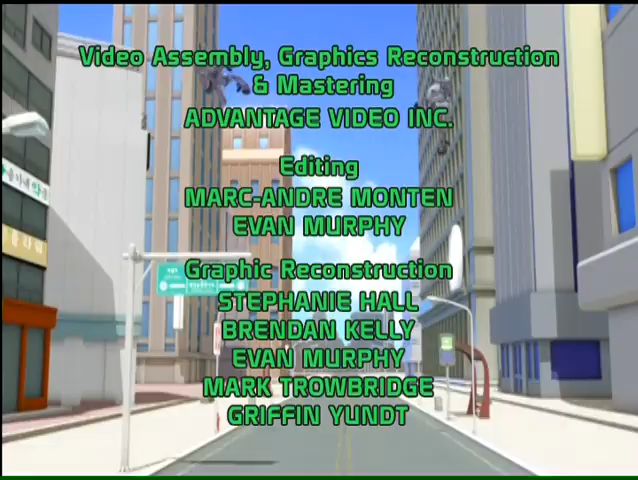 Video Assembly, Graphics Reconstruction
& Mastering
ADVANTAGE VIDEO INC.
Editing
MARC-ANDRE MONTEN
EVAN MURPHY
Graphic Reconstruction
STEPHANIE HALL
BRENDAN KELLY
EVAN MURPHY
MARK TROWBRIDGE
GRIFFIN YUNDT